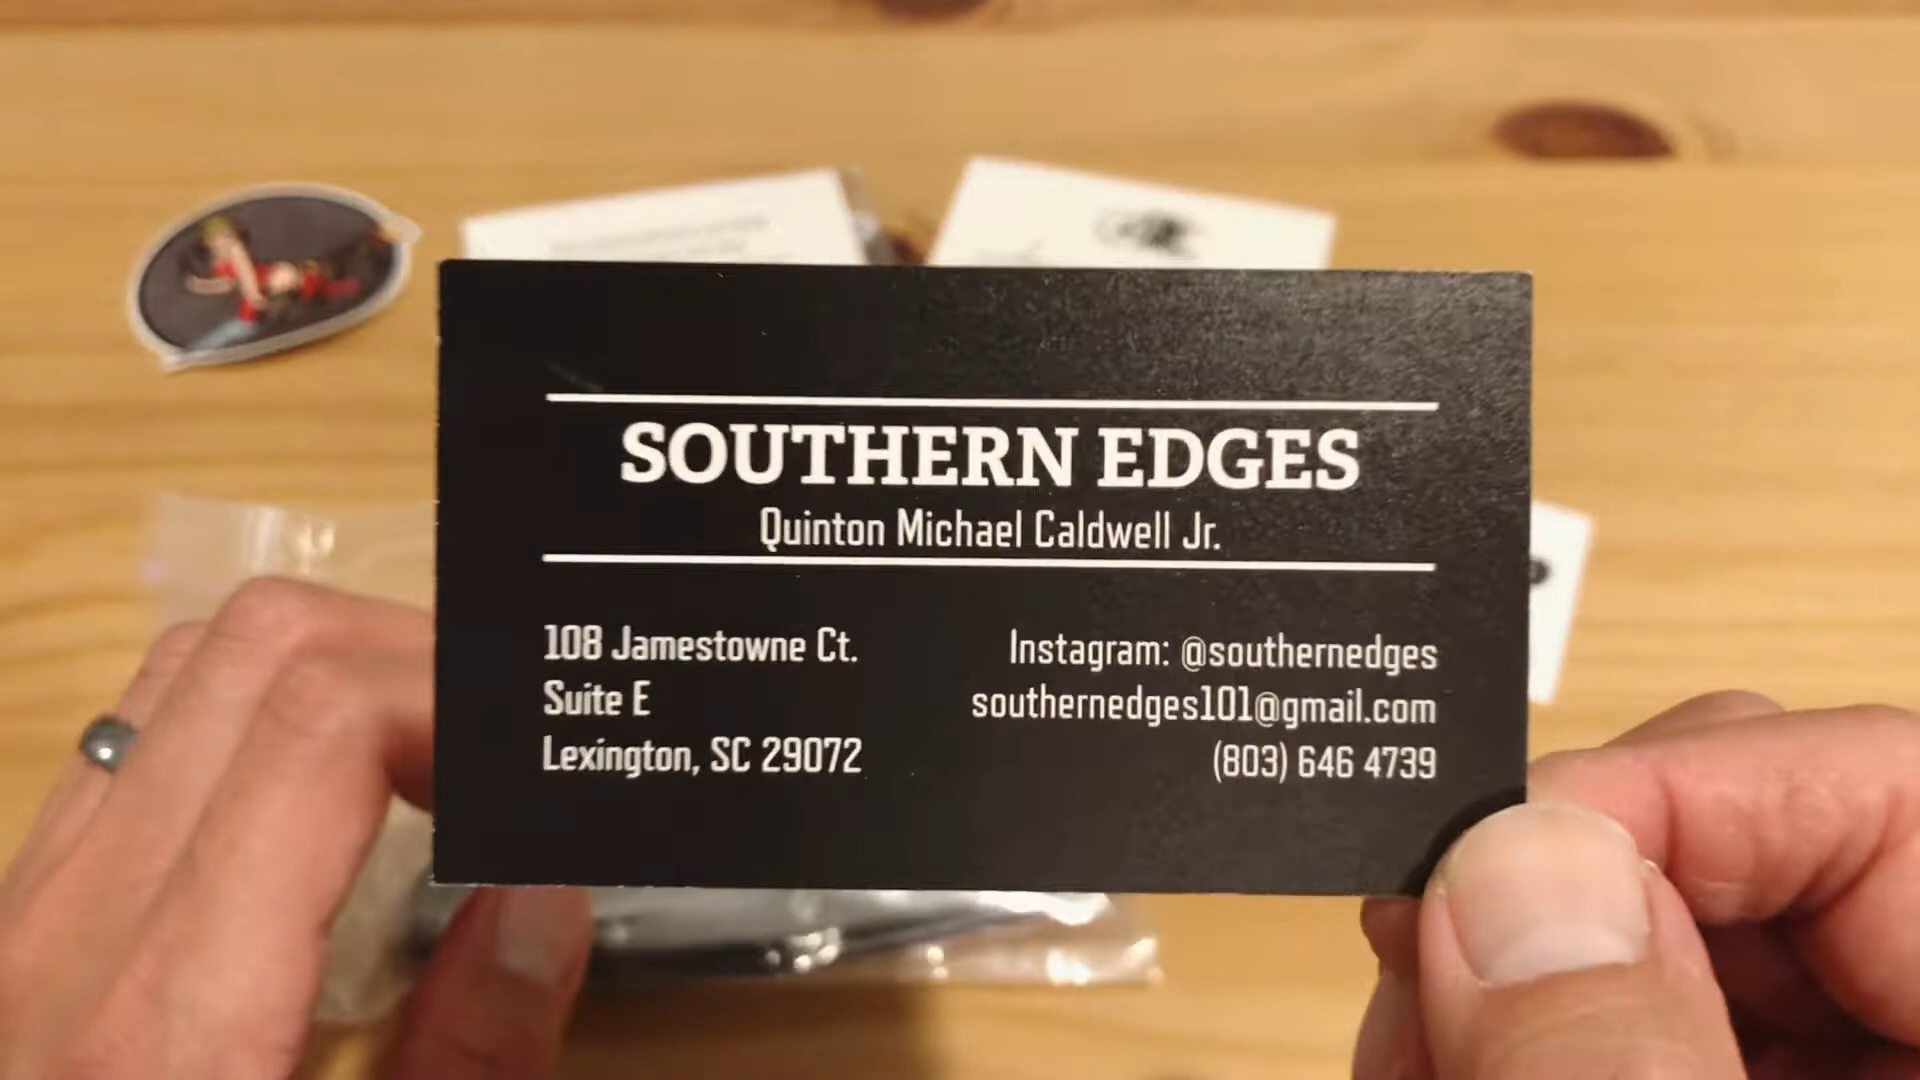 SOUTHERN EDGES
Quinton Michael Caldwell Jr.
108 Jamestowne Ct.
Suite E
Lexington, SC 29072
Instagram: @southernedges
southernedges101@gmail.com
(803) 646 4739